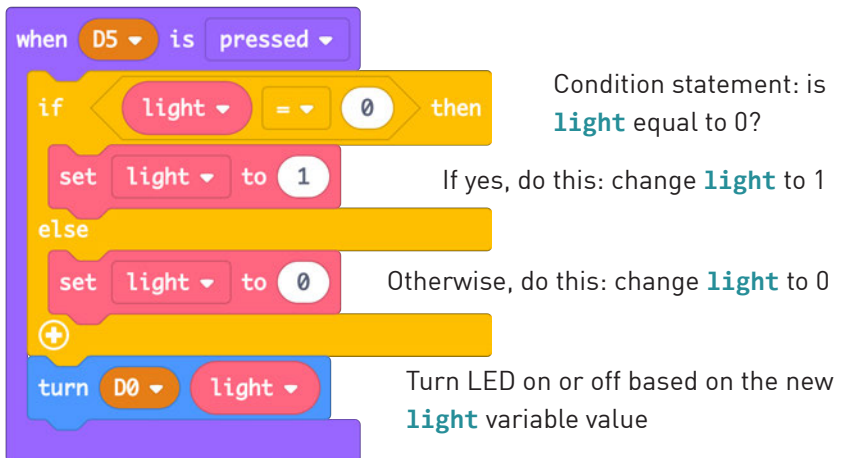 when D5 is pressed
if light = 0 then
Condition statement: is
light equal to 0?
set light to 1
If yes, do this: change light to 1
else
set light to 0
Otherwise, do this: change light to 0
turn D0 light
Turn LED on or off based on the new
light variable value